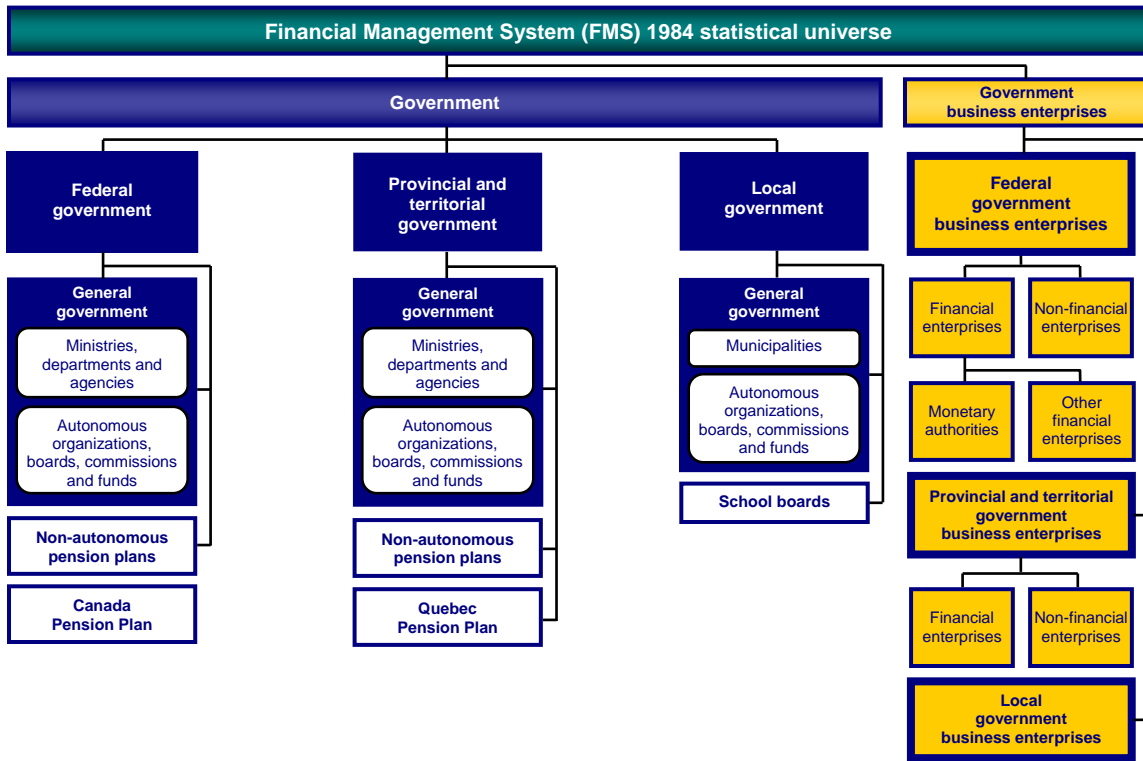 Financial Management System (FMS) 1984 statistical universe
Government
Government
business enterprises
Federal
government
General
government
Ministries,
departments and
agencies
Autonomous
organizations,
boards, commissions
and funds
Non-autonomous
pension plans
Canada
Pension Plan
Provincial and
territorial
government
General
government
Ministries,
departments and
agencies
Autonomous
organizations,
boards, commissions
and funds
Non-autonomous
pension plans
Quebec
Pension Plan
Local
government
General
government
Municipalities
Autonomous
organizations,
boards, commissions
and funds
School boards
Federal
government
business enterprises
Financial
enterprises
Non-financial
enterprises
Monetary
authorities
Other
financial
enterprises
Provincial and territorial
government
business enterprises
Financial
enterprises
Non-financial
enterprises
Local
government
business enterprises